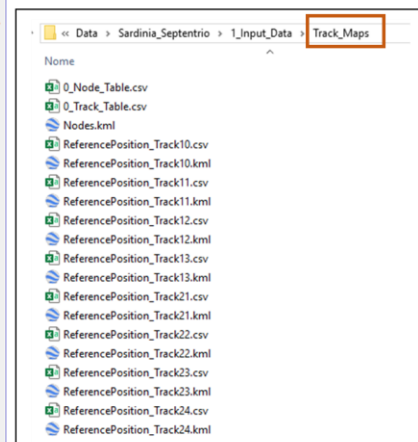 « Data › Sardinia_Septentrio › 1_Input_Data › Track_Maps
Nome
0_Node_Table.csv
0_Track_Table.csv
Nodes.kml
ReferencePosition_Track10.csv
ReferencePosition_Track10.kml
ReferencePosition_Track11.csv
ReferencePosition_Track11.kml
ReferencePosition_Track12.csv
ReferencePosition_Track12.kml
ReferencePosition_Track13.csv
ReferencePosition_Track13.kml
ReferencePosition_Track21.csv
ReferencePosition_Track21.kml
ReferencePosition_Track22.csv
ReferencePosition_Track22.kml
ReferencePosition_Track23.csv
ReferencePosition_Track23.kml
ReferencePosition_Track24.csv
ReferencePosition_Track24.kml